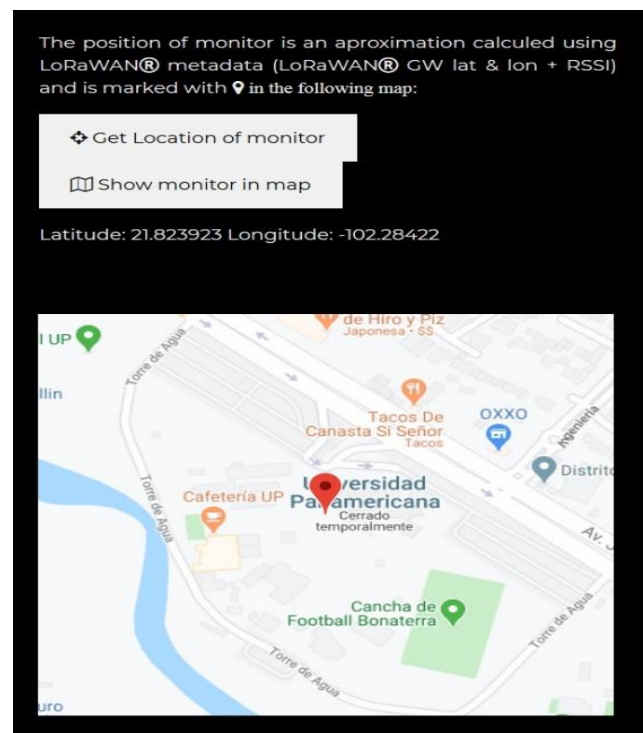 The position of monitor is an aproximation calculed using
LoRaWAN® metadata (LoRaWAN® GW lat & lon + RSSI)
and is marked with in the following map:
Get Location of monitor
Show monitor in map
Latitude: 21.823923 Longitude: -102.28422
de Hiro y Piz
Japonesa · $$
l UP
Torre de Agua
llin
Tacos De
Canasta Sí Señor
Tacos
OXXO
Ingeniería
Distrito
Torre de Agua
Cafetería UP
Universidad
Panamericana
Cerrado
temporalmente
Av.
Cancha de
Football Bonaterra
Torre de Agua
Torre de Agua
uro